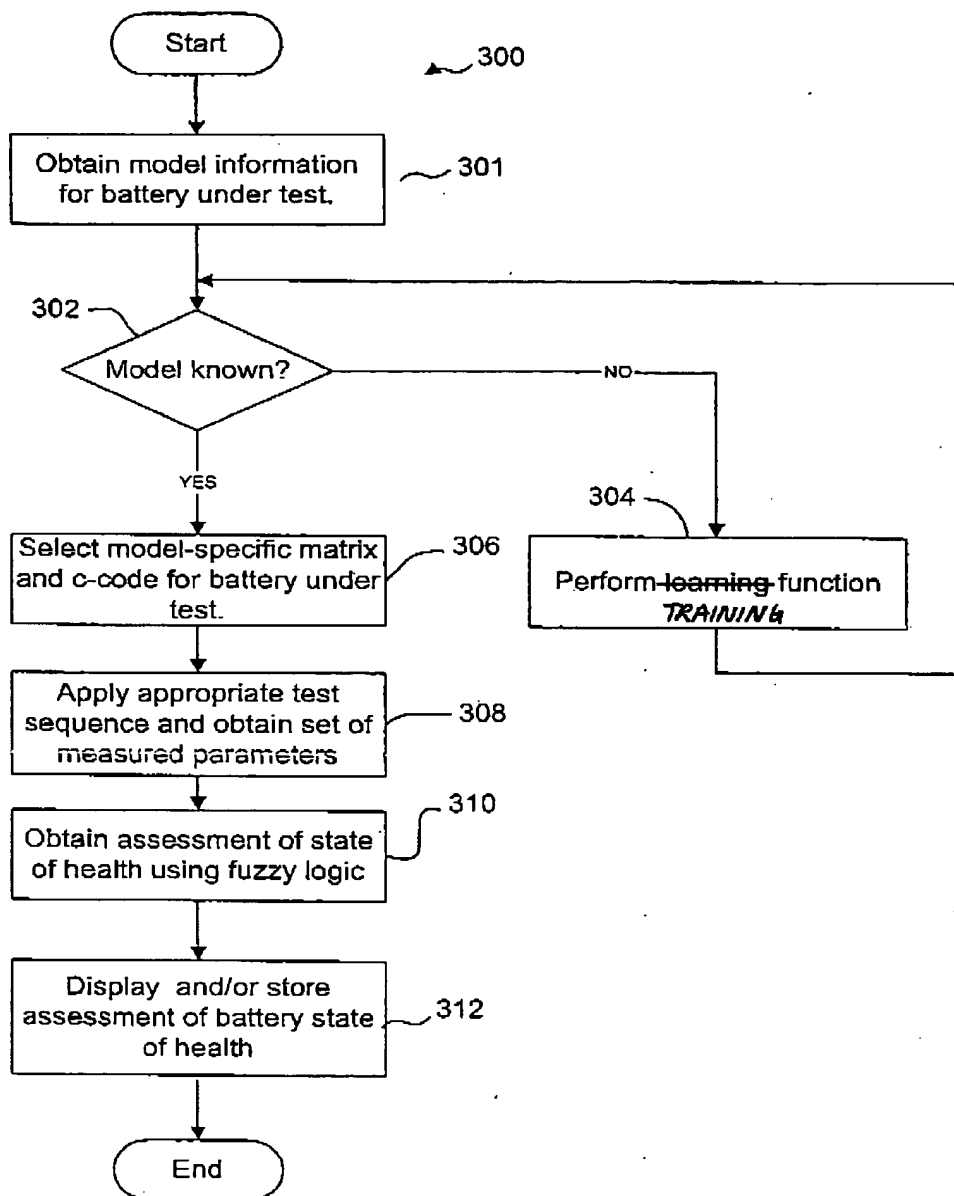 Start
300
Obtain model information
for battery under test.
301
302
Model known?
NO
YES
304
Select model-specific matrix
and c-code for battery under
test.
306
Perform learning function
TRAINING
Apply appropriate test
sequence and obtain set of
measured parameters
308
310
Obtain assessment of state
of health using fuzzy logic
Display and/or store
assessment of battery state
of health
312
End